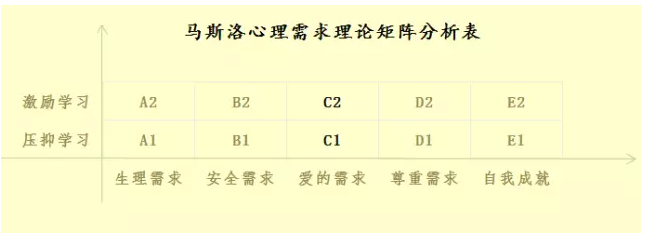 马斯洛心理需求理论矩阵分析表
激励学习 A2 B2 C2 D2 E2
压抑学习 A1 B1 C1 D1 E1
生理需求 安全需求 爱的需求 尊重需求 自我成就